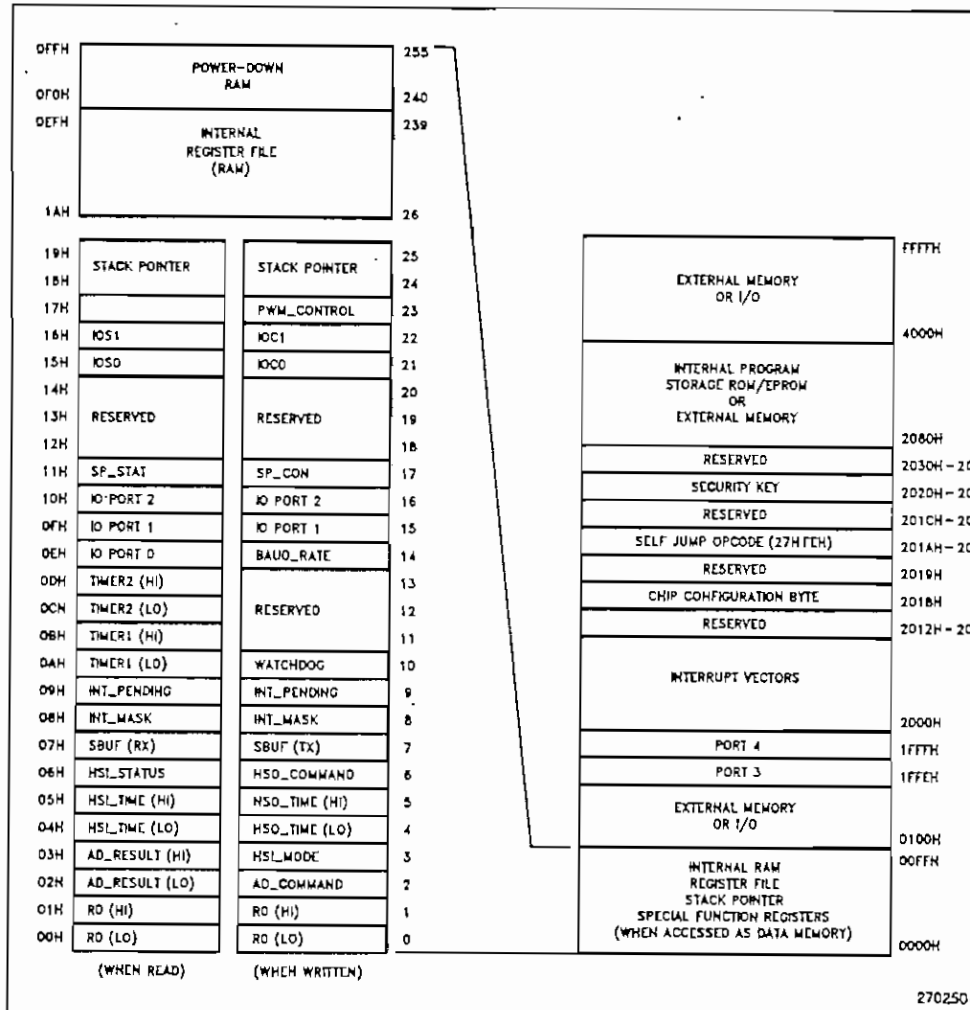 0FFH
POWER-DOWN
RAM
255
0F0H
240
0EFH
INTERNAL
REGISTER FILE
(RAM)
239
1AH
26
19H
STACK POINTER
STACK POINTER
25
18H
24
17H
PWM_CONTROL
23
16H IOS1 IOC1 22
15H IOS0 IOC0 21
14H
20
13H RESERVED RESERVED 19
12H
18
11H SP_STAT SP_CON 17
10H IO PORT 2 IO PORT 2 16
0FH IO PORT 1 IO PORT 1 15
0EH IO PORT 0 BAUD_RATE 14
0DH TIMER2 (HI) 13
0CH TIMER2 (LO) RESERVED 12
0BH TIMER1 (HI) 11
0AH TIMER1 (LO) WATCHDOG 10
09H INT_PENDING INT_PENDING 9
08H INT_MASK INT_MASK 8
07H SBUF (RX) SBUF (TX) 7
06H HSI_STATUS HSO_COMMAND 6
05H HSI_TIME (HI) HSO_TIME (HI) 5
04H HSI_TIME (LO) HSO_TIME (LO) 4
03H AD_RESULT (HI) HSI_MODE 3
02H AD_RESULT (LO) AD_COMMAND 2
01H R0 (HI) R0 (HI) 1
00H R0 (LO) R0 (LO) 0
(WHEN READ) (WHEN WRITTEN)
FFFFH
EXTERNAL MEMORY
OR I/O
4000H
INTERNAL PROGRAM
STORAGE ROM/EPROM
OR
EXTERNAL MEMORY
2080H
RESERVED 2030H-20
SECURITY KEY 2020H-20
RESERVED 201CH-20
SELF JUMP OPCODE (27H FEH) 201AH-20
RESERVED 2019H
CHIP CONFIGURATION BYTE 2018H
RESERVED 2012H-20
INTERRUPT VECTORS
2000H
PORT 4 1FFFH
PORT 3 1FFEH
EXTERNAL MEMORY
OR I/O
0100H
00FFH
INTERNAL RAM
REGISTER FILE
STACK POINTER
SPECIAL FUNCTION REGISTERS
(WHEN ACCESSED AS DATA MEMORY)
0000H
270250